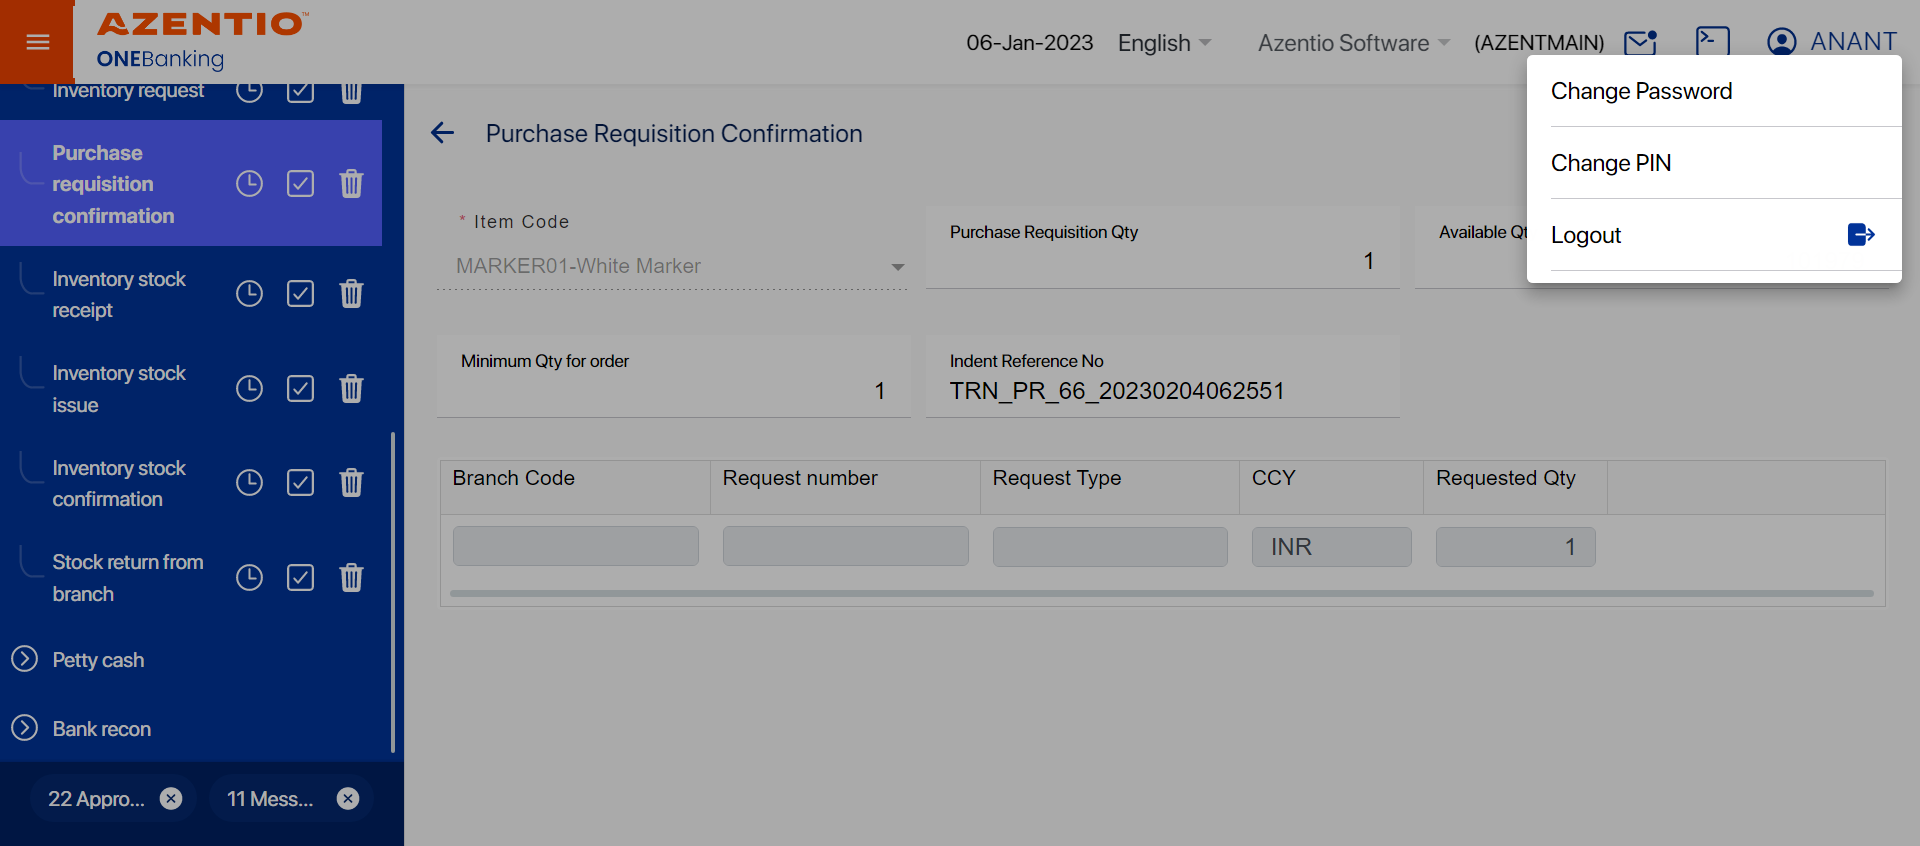 AZENTIO™
ONEBanking
06-Jan-2023 English Azentio Software (AZENTMAIN) ANANT
Change Password
Change PIN
Logout
Inventory request
Purchase
requisition
confirmation
Inventory stock
receipt
Inventory stock
issue
Inventory stock
confirmation
Stock return from
branch
Petty cash
Bank recon
22 Appro...
11 Mess...
Purchase Requisition Confirmation
* Item Code
MARKER01-White Marker
Purchase Requisition Qty
1
Available Qt
Minimum Qty for order
1
Indent Reference No
TRN_PR_66_20230204062551
Branch Code Request number Request Type CCY Requested Qty
INR 1